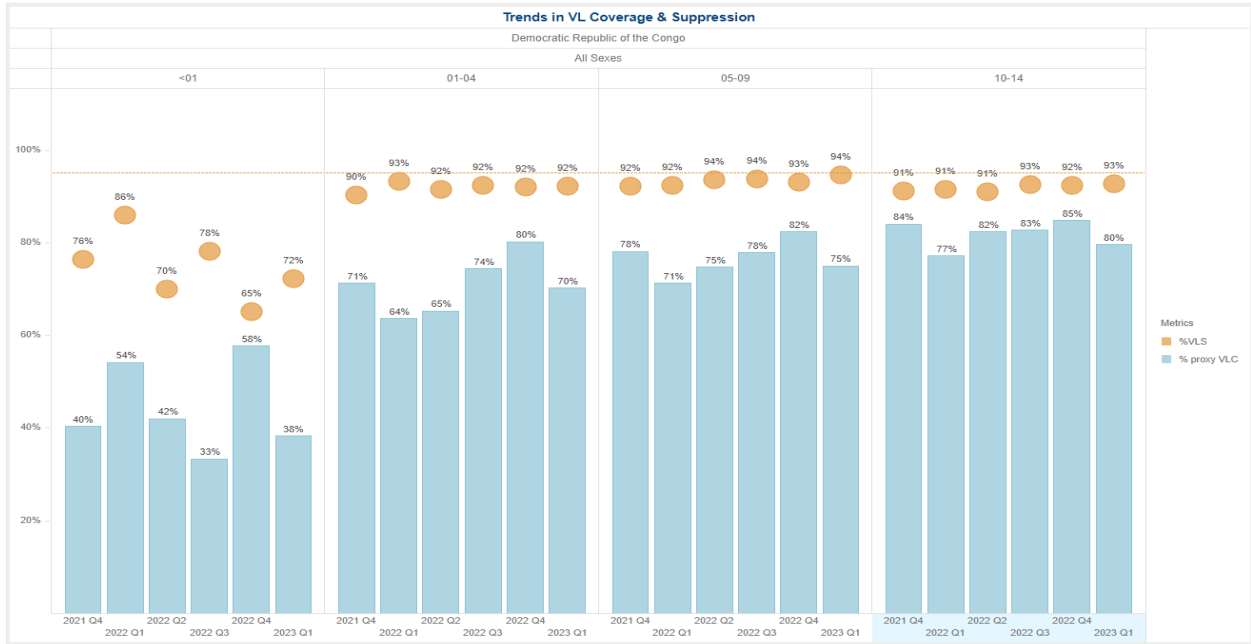 Trends in VL Coverage & Suppression
Democratic Republic of the Congo
All Sexes
<01 01-04 05-09 10-14
100%
80%
60%
40%
20%
76% 86% 70% 78% 65% 72%
40% 54% 42% 33% 58% 38%
90% 93% 92% 92% 92% 92%
71% 64% 65% 74% 80% 70%
92% 92% 94% 94% 93% 94%
78% 71% 75% 78% 82% 75%
91% 91% 91% 93% 92% 93%
84% 77% 82% 83% 85% 80%
Metrics
%VLS
% proxy VLC
2021 Q4 2022 Q2 2022 Q4 2021 Q4 2022 Q2 2022 Q4 2021 Q4 2022 Q2 2022 Q4 2021 Q4 2022 Q2 2022 Q4
2022 Q1 2022 Q3 2023 Q1 2022 Q1 2022 Q3 2023 Q1 2022 Q1 2022 Q3 2023 Q1 2022 Q1 2022 Q3 2023 Q1